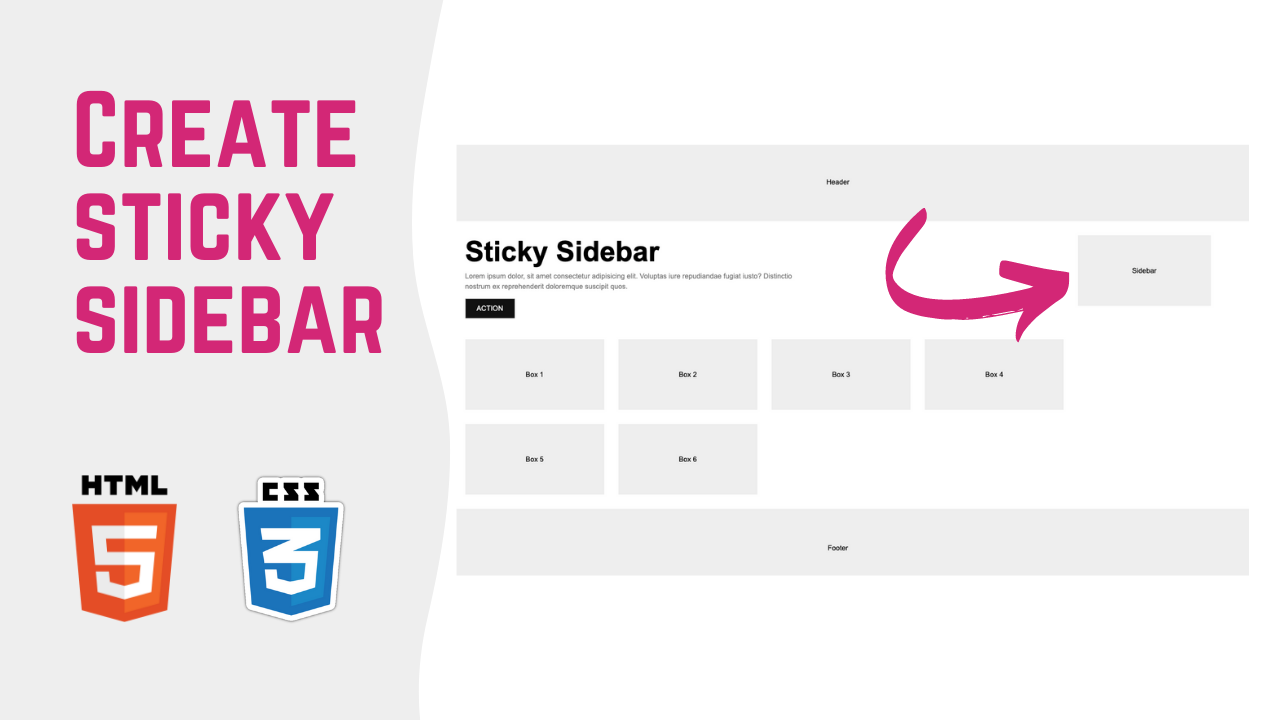 Create
sticky
sidebar
HTML
5
CSS
3
Header
Sticky Sidebar
Lorem ipsum dolor, sit amet consectetur adipisicing elit. Voluptas iure repudiandae fugiat iusto? Distinctio
nostrum ex reprehenderit doloremque suscipit quos.
ACTION
Sidebar
Box 1
Box 2
Box 3
Box 4
Box 5
Box 6
Footer